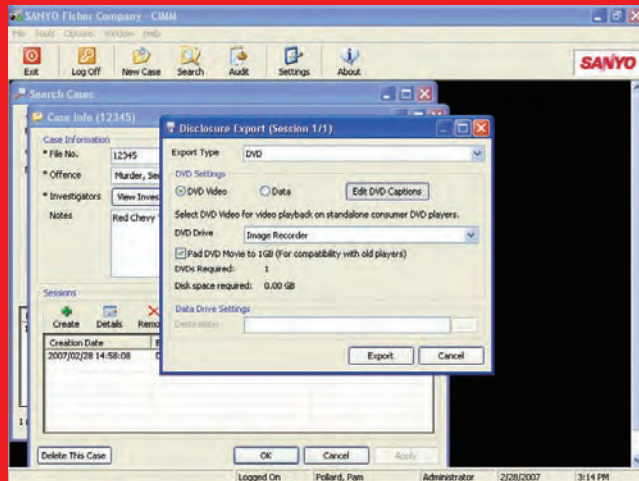 SANYO Fisher Company - CIMM
File Tools Options Window Help
Exit Log Off New Case Search Audit Settings About
SANYO
Search Cases
Case Info (12345)
Case Information
* File No. 12345
* Offence Murder,
* Investigators View
Notes Red Chevy
Sessions
Create Details
Creation Date
2007/02/28 14:58:08
Delete This Case OK Cancel Apply
Disclosure Export (Session 1/1)
Export Type DVD
DVD Settings
DVD Video Data Edit DVD Captions
Select DVD Video for video playback on standalone consumer DVD players.
DVD Drive Image Recorder
Pad DVD Movie to 1GB (For compatibility with old players)
DVDs Required: 1
Disk space required: 0.00 GB
Data Drive Settings
Destination
Export Cancel
Logged On Pollard, Pam Administrator 2/28/2007 3:14 PM